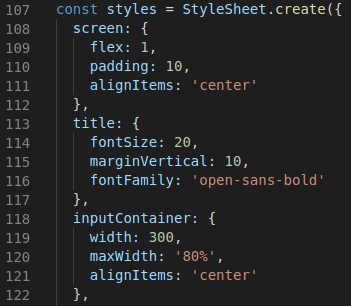 107 const styles = StyleSheet.create({
108 screen: {
109 flex: 1,
110 padding: 10,
111 alignItems: 'center'
112 },
113 title: {
114 fontSize: 20,
115 marginVertical: 10,
116 fontFamily: 'open-sans-bold'
117 },
118 inputContainer: {
119 width: 300,
120 maxWidth: '80%',
121 alignItems: 'center'
122 },